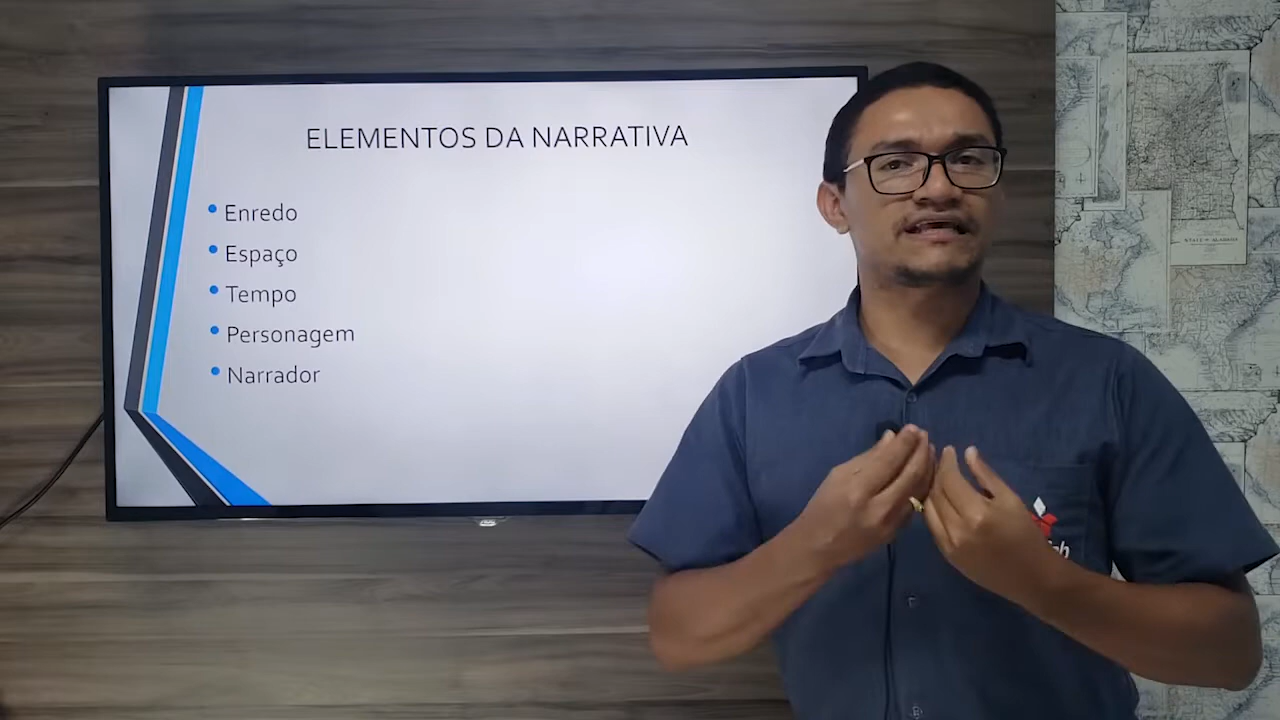 ELEMENTOS DA NARRATIVA
Enredo
Espaço
Tempo
Personagem
Narrador